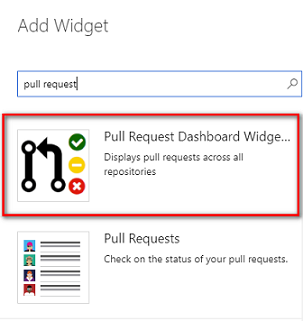 Add Widget
pull request
Pull Request Dashboard Widge...
Displays pull requests across all
repositories
Pull Requests
Check on the status of your pull requests.